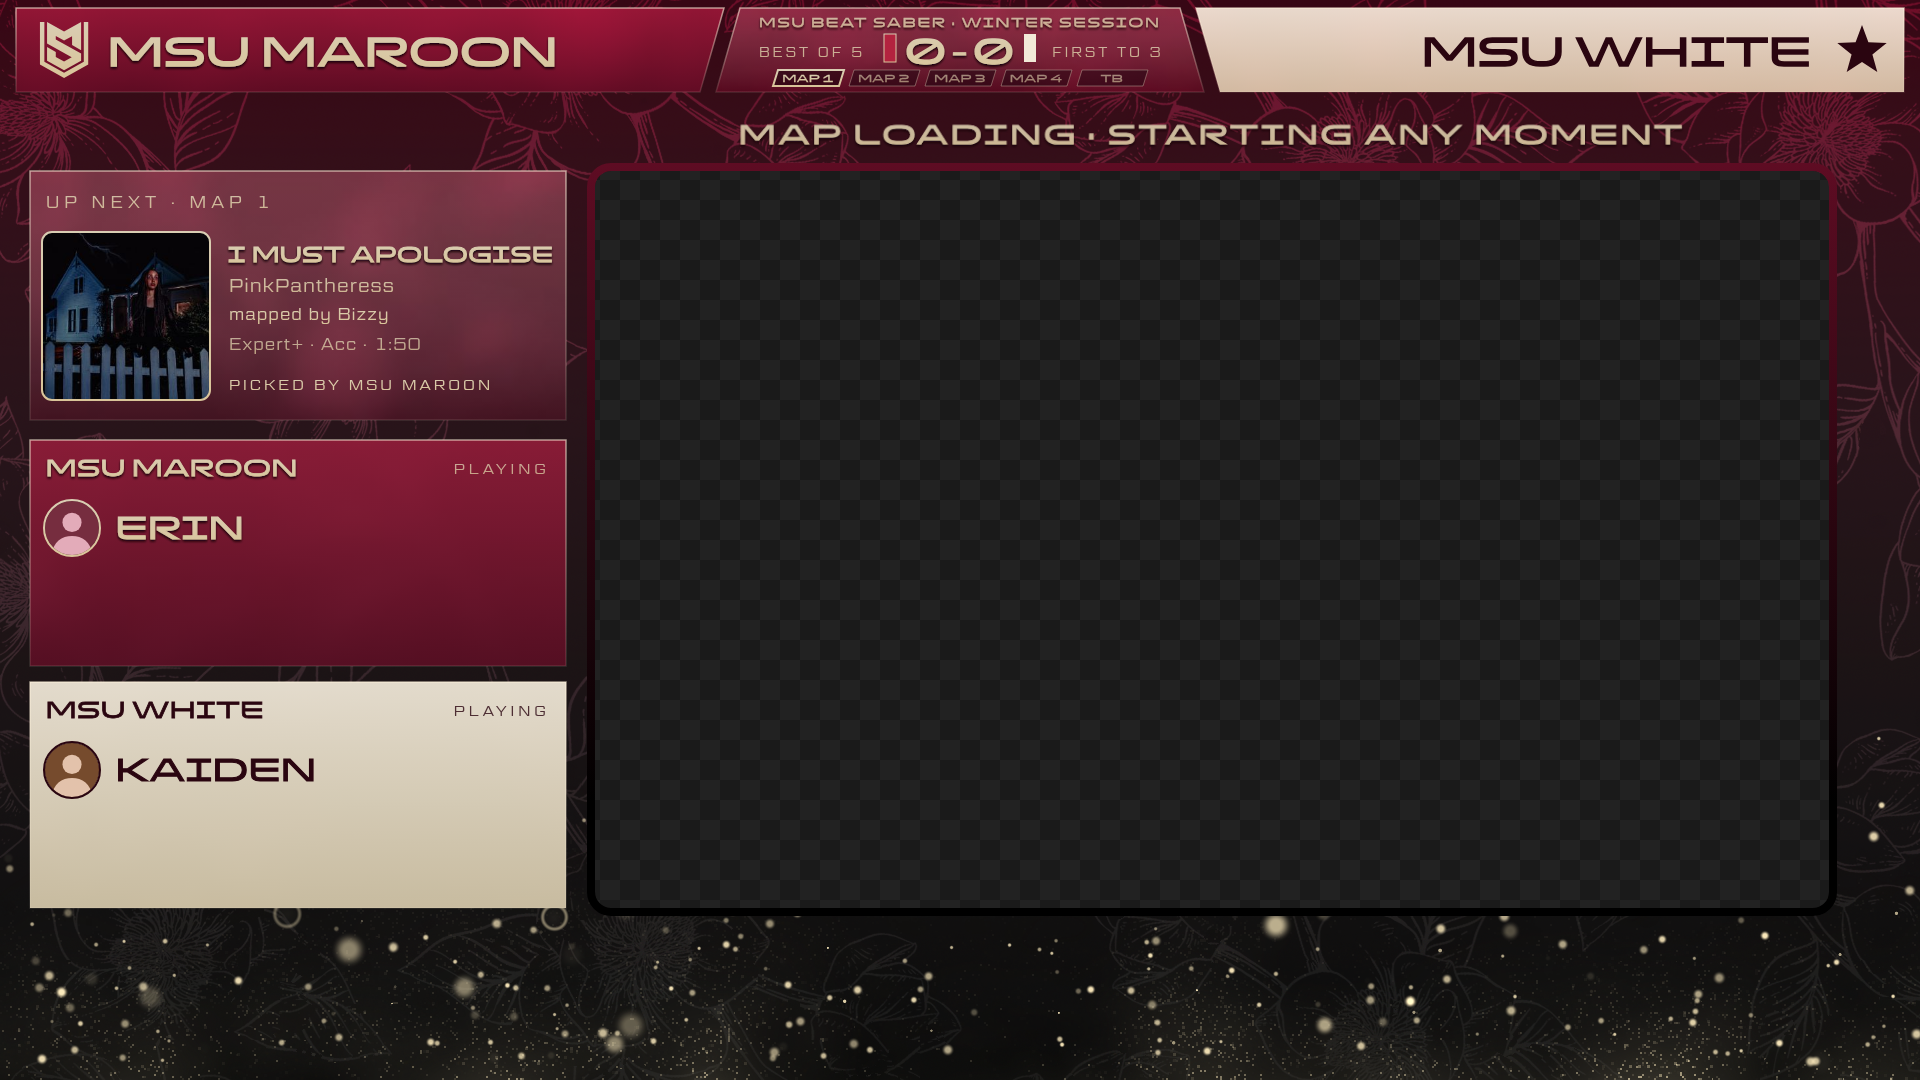 MSU MAROON
MSU BEAT SABER · WINTER SESSION
BEST OF 5
0-0
FIRST TO 3
MAP 1
MAP 2
MAP 3
MAP 4
TB
MSU WHITE
MAP LOADING · STARTING ANY MOMENT
UP NEXT · MAP 1
I MUST APOLOGISE
PinkPantheress
mapped by Bizzy
Expert+ · Acc · 1:50
PICKED BY MSU MAROON
MSU MAROON
PLAYING
ERIN
MSU WHITE
PLAYING
KAIDEN